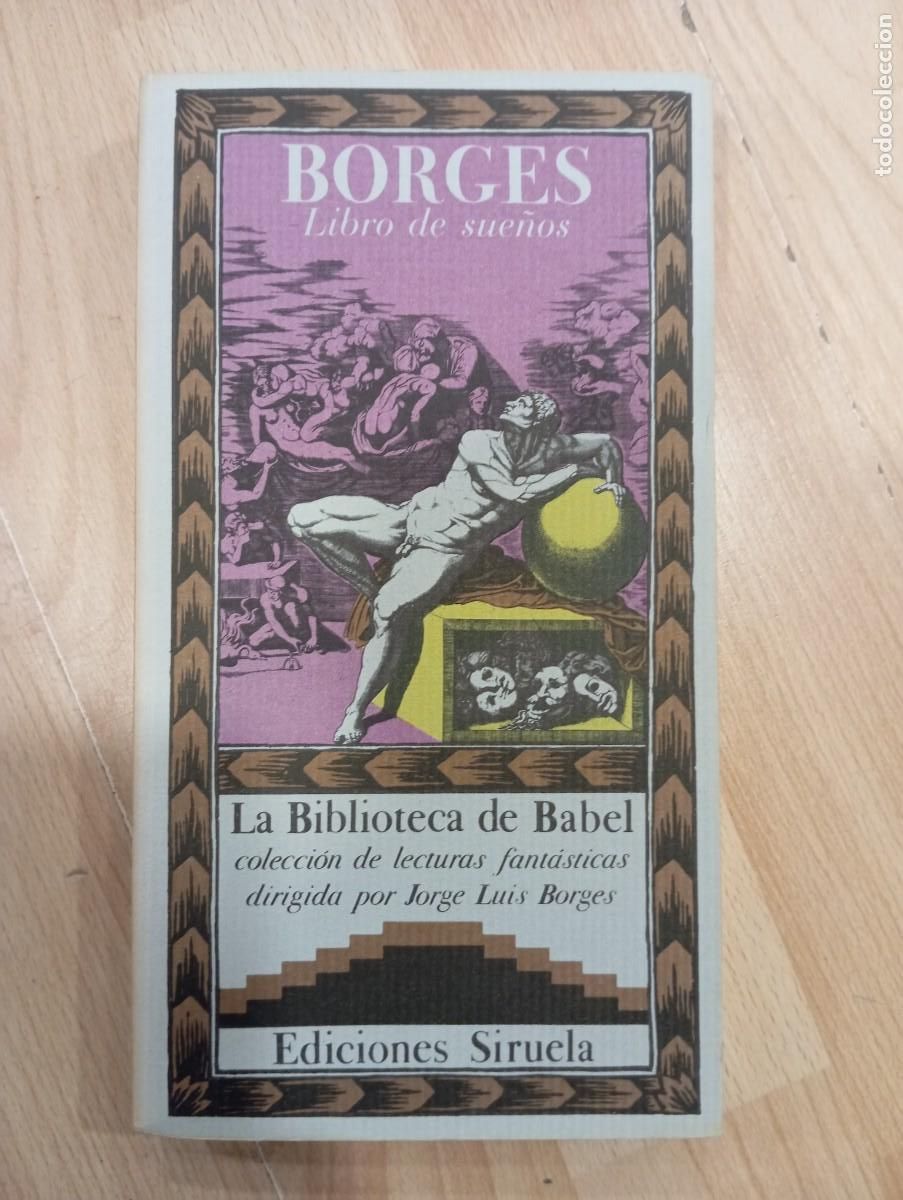 BORGES
Libro de sueños
La Biblioteca de Babel
colección de lecturas fantásticas
dirigida por Jorge Luis Borges
Ediciones Siruela
todocoleccion